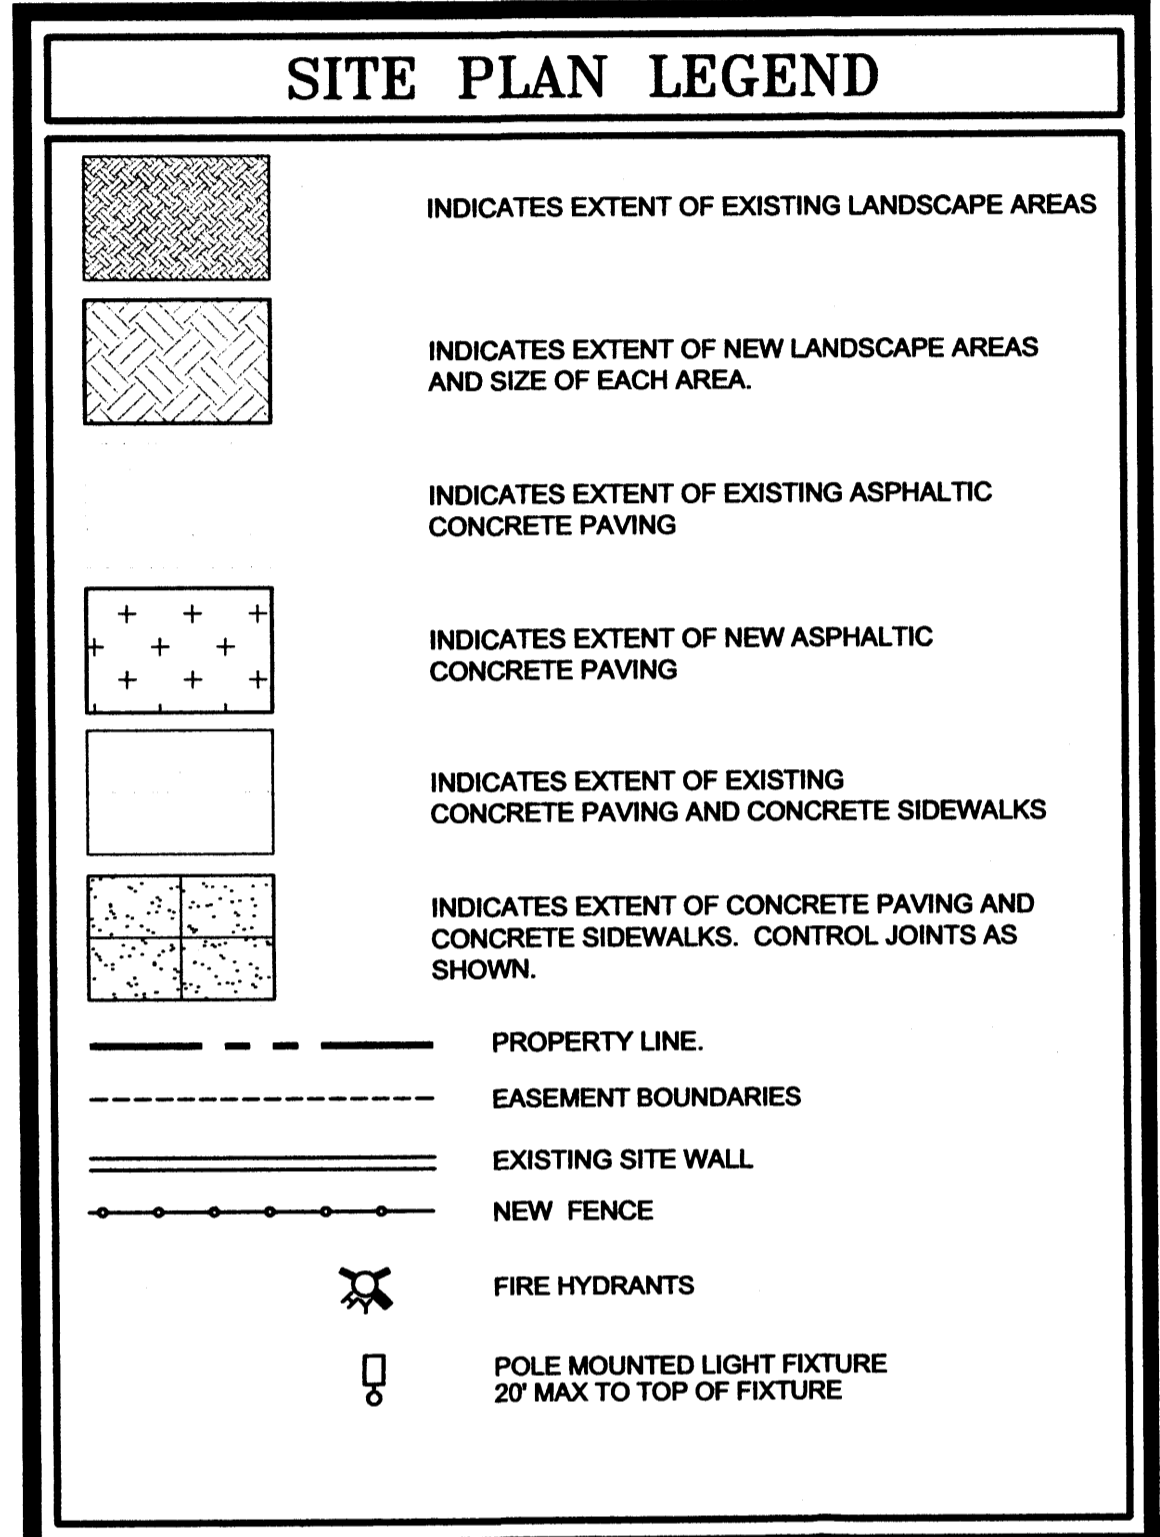 SITE PLAN LEGEND
INDICATES EXTENT OF EXISTING LANDSCAPE AREAS
INDICATES EXTENT OF NEW LANDSCAPE AREAS
AND SIZE OF EACH AREA.
INDICATES EXTENT OF EXISTING ASPHALTIC
CONCRETE PAVING
INDICATES EXTENT OF NEW ASPHALTIC
CONCRETE PAVING
INDICATES EXTENT OF EXISTING
CONCRETE PAVING AND CONCRETE SIDEWALKS
INDICATES EXTENT OF CONCRETE PAVING AND
CONCRETE SIDEWALKS. CONTROL JOINTS AS
SHOWN.
PROPERTY LINE.
EASEMENT BOUNDARIES
EXISTING SITE WALL
NEW FENCE
HY
FIRE HYDRANTS
POLE MOUNTED LIGHT FIXTURE
20' MAX TO TOP OF FIXTURE